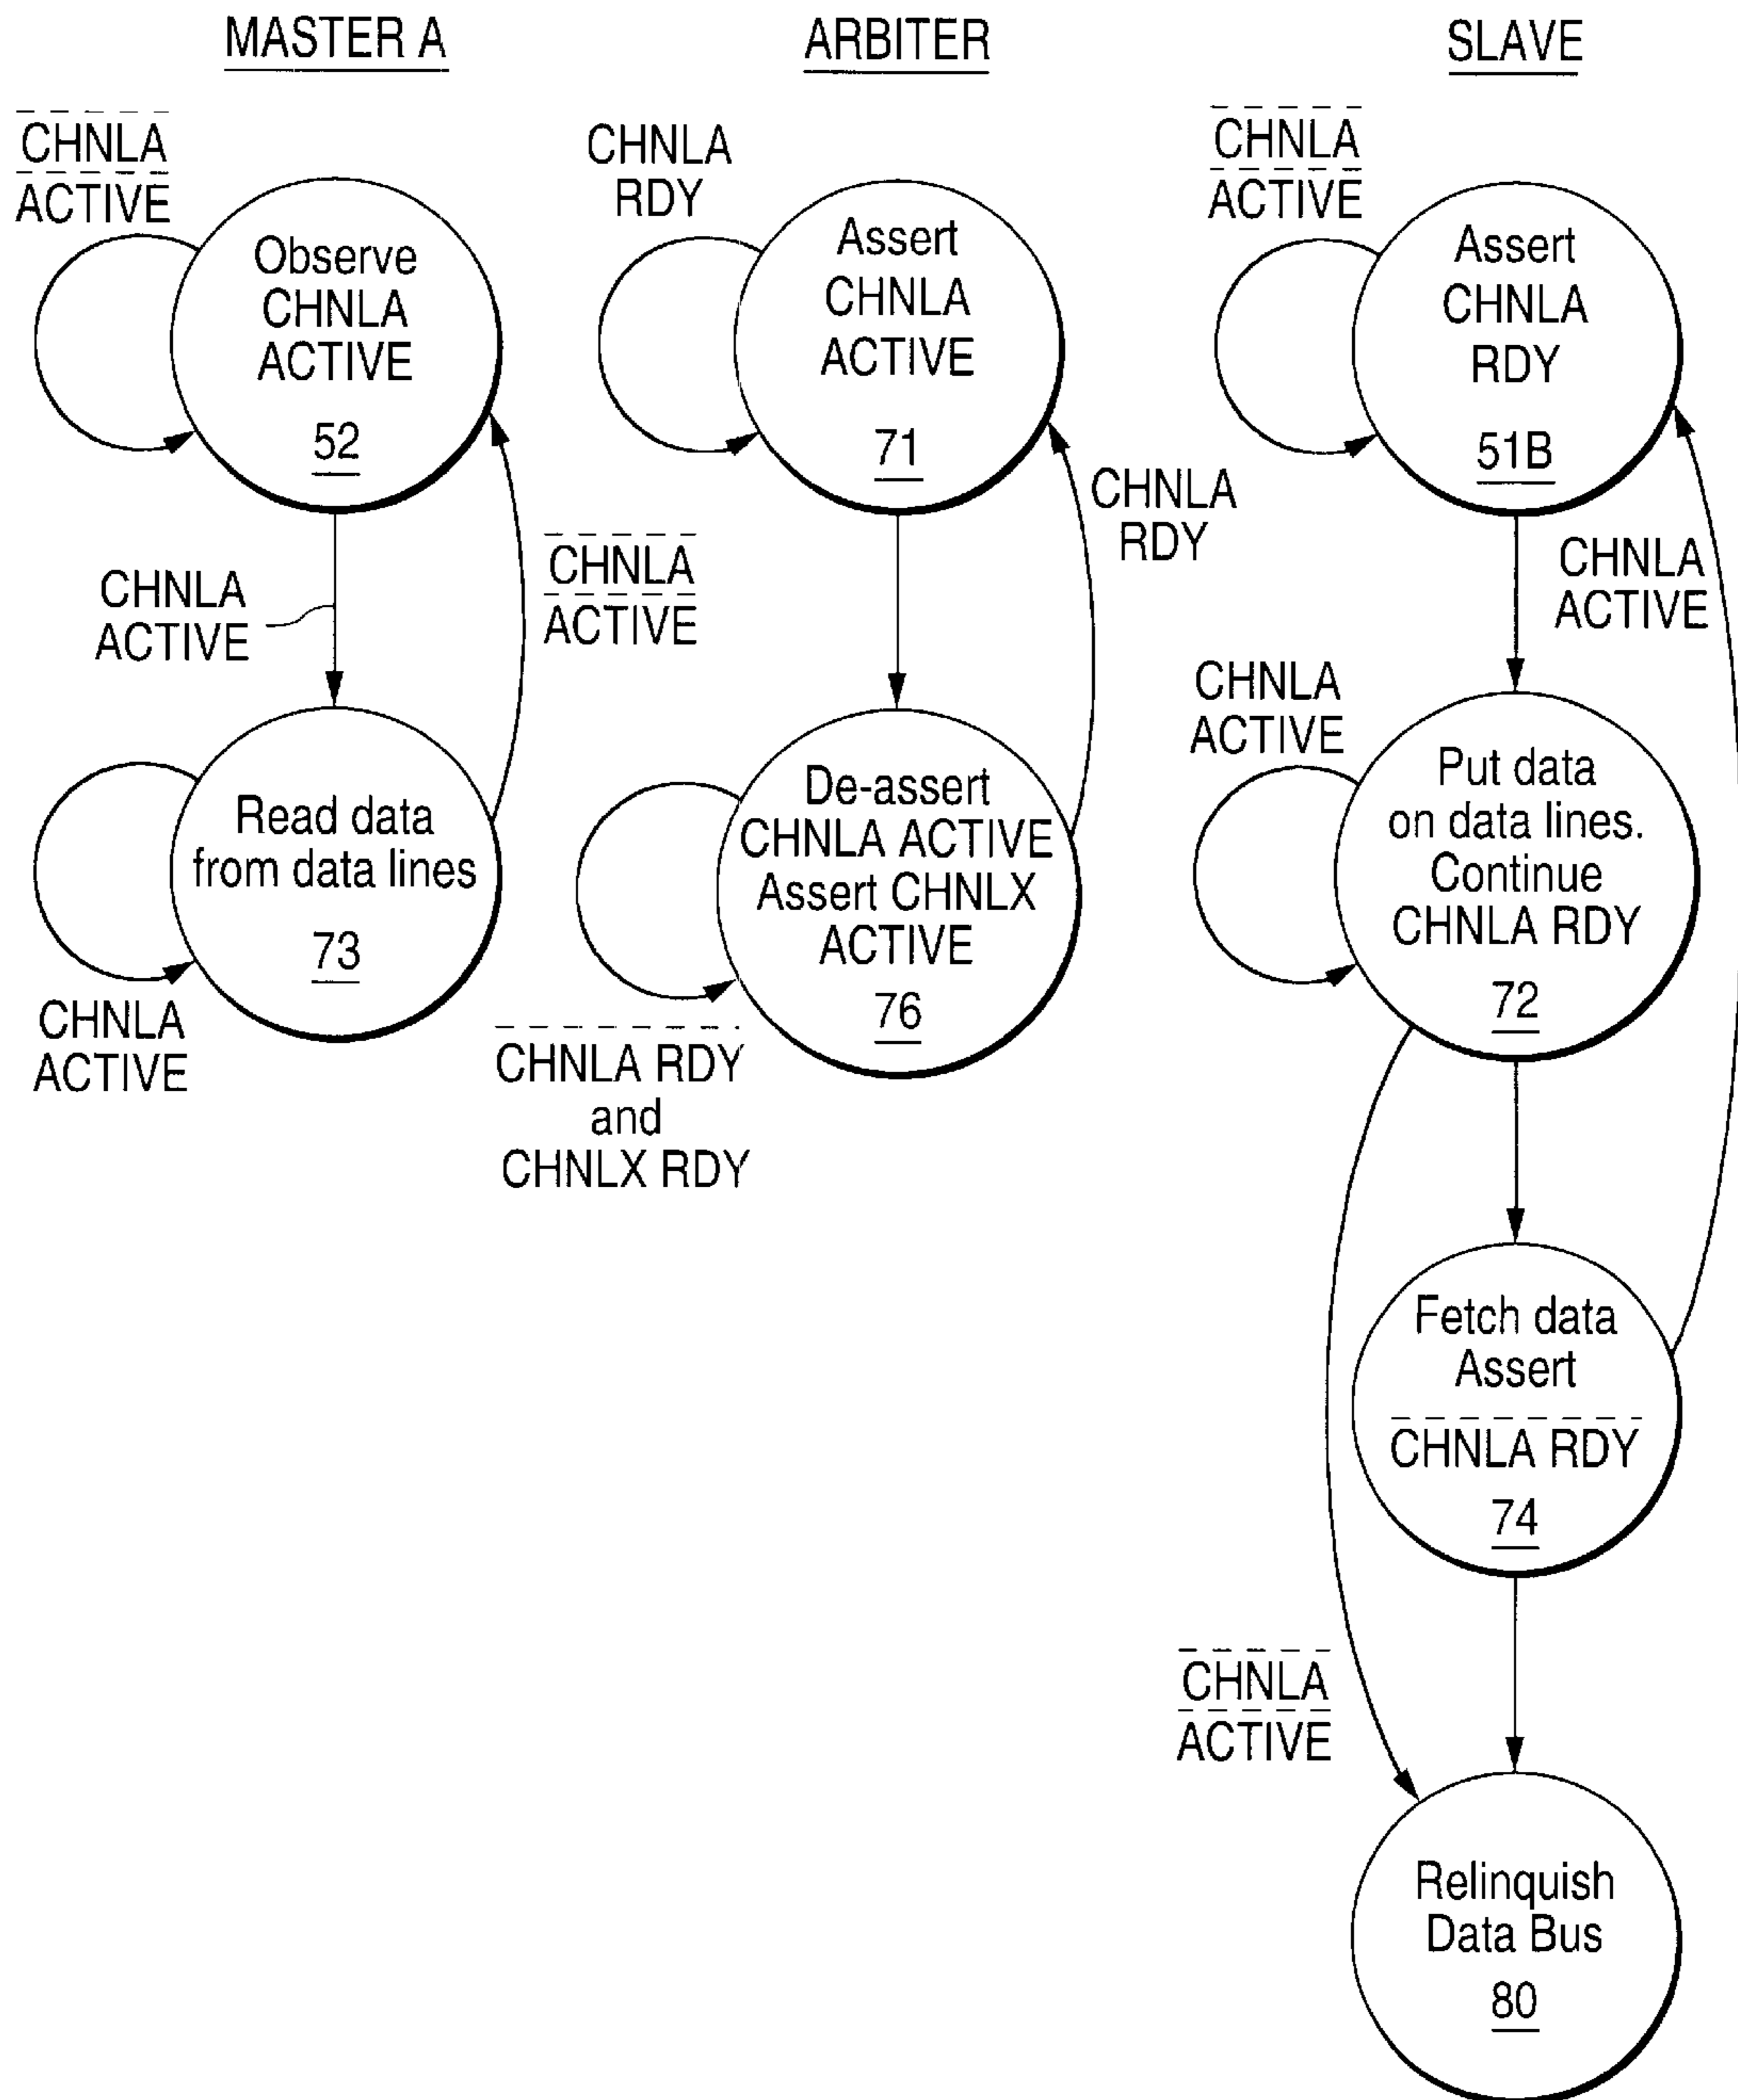 MASTER A
CHNLA
ACTIVE
Observe
CHNLA
ACTIVE
52
CHNLA
ACTIVE
CHNLA
ACTIVE
Read data
from data lines
73
CHNLA
ACTIVE
ARBITER
CHNLA
RDY
Assert
CHNLA
ACTIVE
71
CHNLA
RDY
De-assert
CHNLA ACTIVE
Assert CHNLX
ACTIVE
76
CHNLA RDY
and
CHNLX RDY
SLAVE
CHNLA
ACTIVE
Assert
CHNLA
RDY
51B
CHNLA
ACTIVE
CHNLA
ACTIVE
Put data
on data lines.
Continue
CHNLA RDY
72
Fetch data
Assert
CHNLA RDY
74
CHNLA
ACTIVE
Relinquish
Data Bus
80